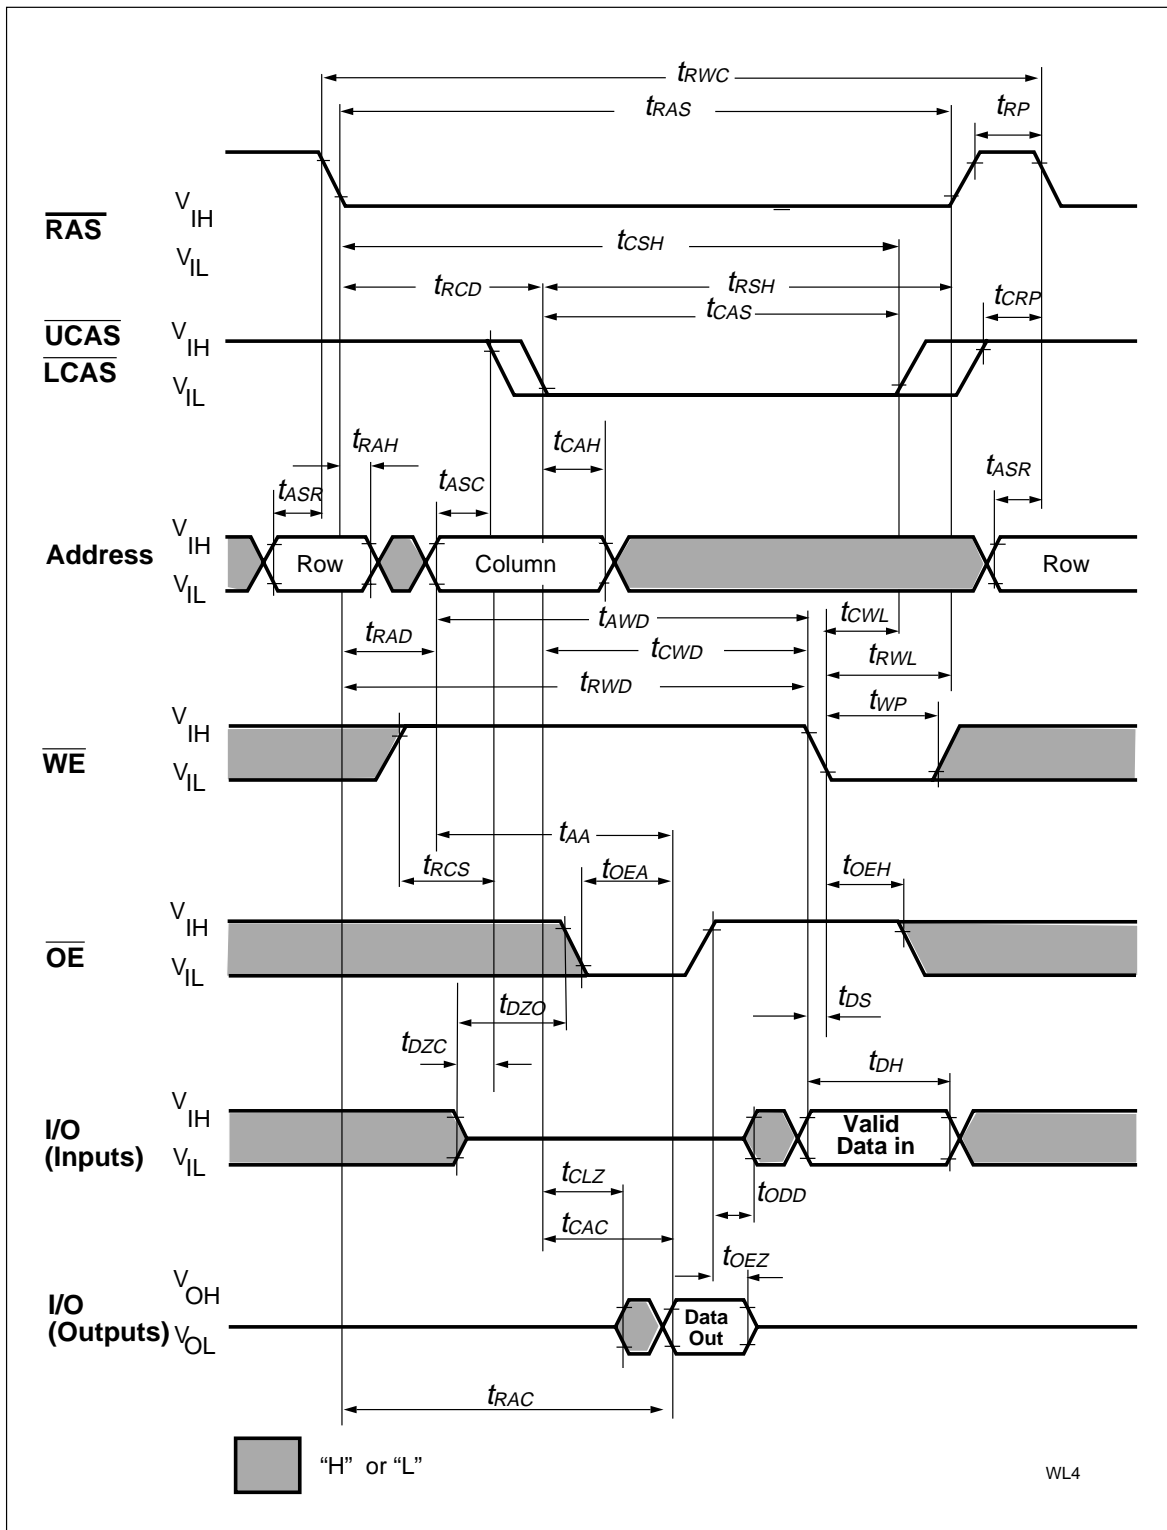 tRWC
tRAS
tRP
VIH
RAS
VIL
tCSH
tRCD
tRSH
tCAS
tCRP
UCAS
VIH
LCAS
VIL
tRAH
tCAH
tASR
tASC
tASR
VIH
Address
Row
Column
Row
VIL
tAWD
tCWL
tRAD
tCWD
tRWL
tRWD
tWP
VIH
WE
VIL
tAA
tRCS
tOEA
tOEH
VIH
OE
VIL
tDZO
tDS
tDZC
tDH
VIH
I/O
(Inputs)
VIL
Valid
Data in
tCLZ
tODD
tCAC
tOEZ
VOH
I/O
(Outputs)
VOL
Data
Out
tRAC
“H” or “L”
WL4